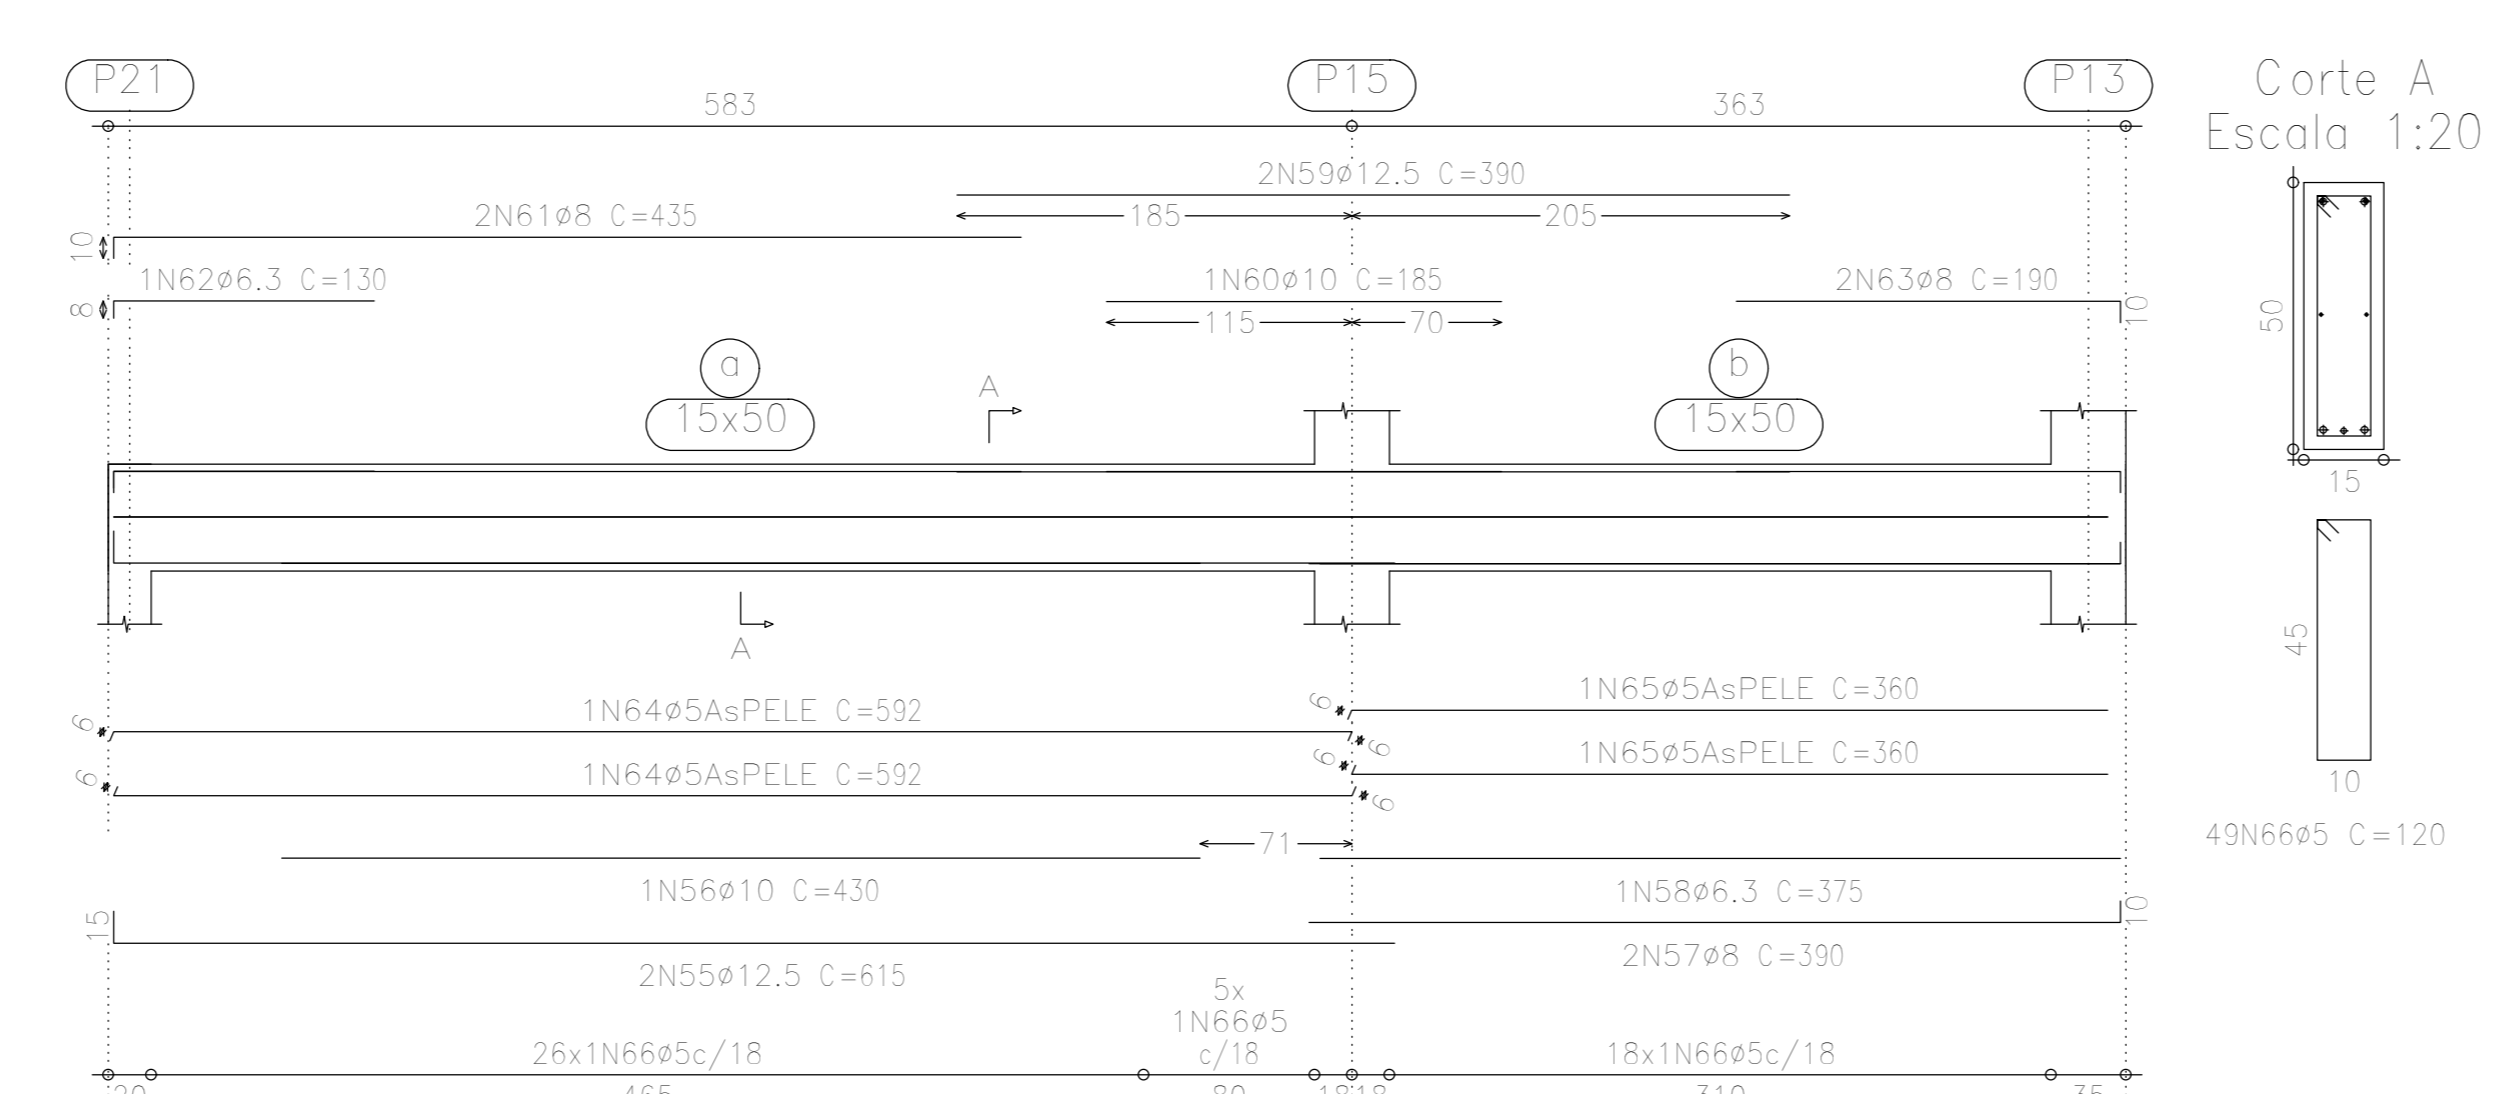 P21
P15
P13
583
363
Corte A
Escala 1:20
2N59ø12.5 C=390
185
205
2N61ø8 C=435
10
1N62ø6.3 C=130
8
1N60ø10 C=185
115
70
2N63ø8 C=190
10
a
15x50
A
b
15x50
50
15
A
45
10
49N66ø5 C=120
1N64ø5AsPELE C=592
6
6
1N65ø5AsPELE C=360
6
1N64ø5AsPELE C=592
6
6
1N65ø5AsPELE C=360
6
71
1N56ø10 C=430
1N58ø6.3 C=375
15
2N55ø12.5 C=615
2N57ø8 C=390
10
26x1N66ø5c/18
5x
1N66ø5
c/18
18x1N66ø5c/18